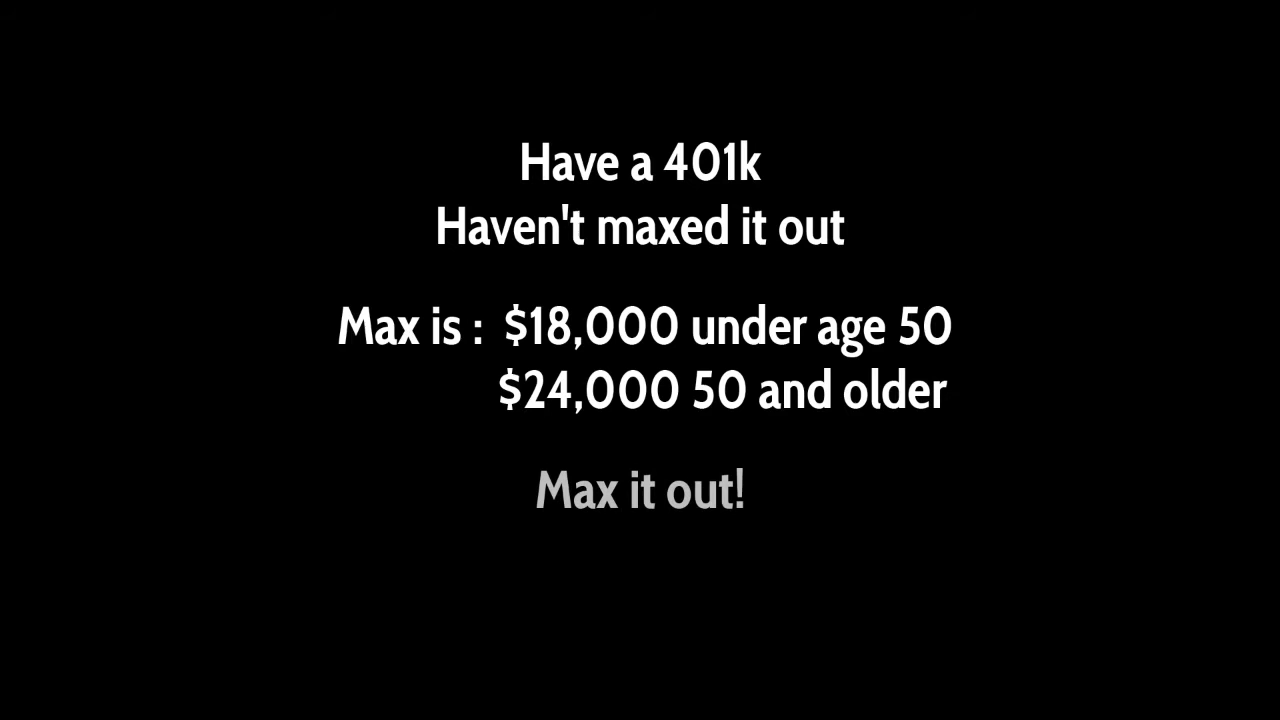 Have a 401k
Haven't maxed it out
Max is : $18,000 under age 50
$24,000 50 and older
Max it out!